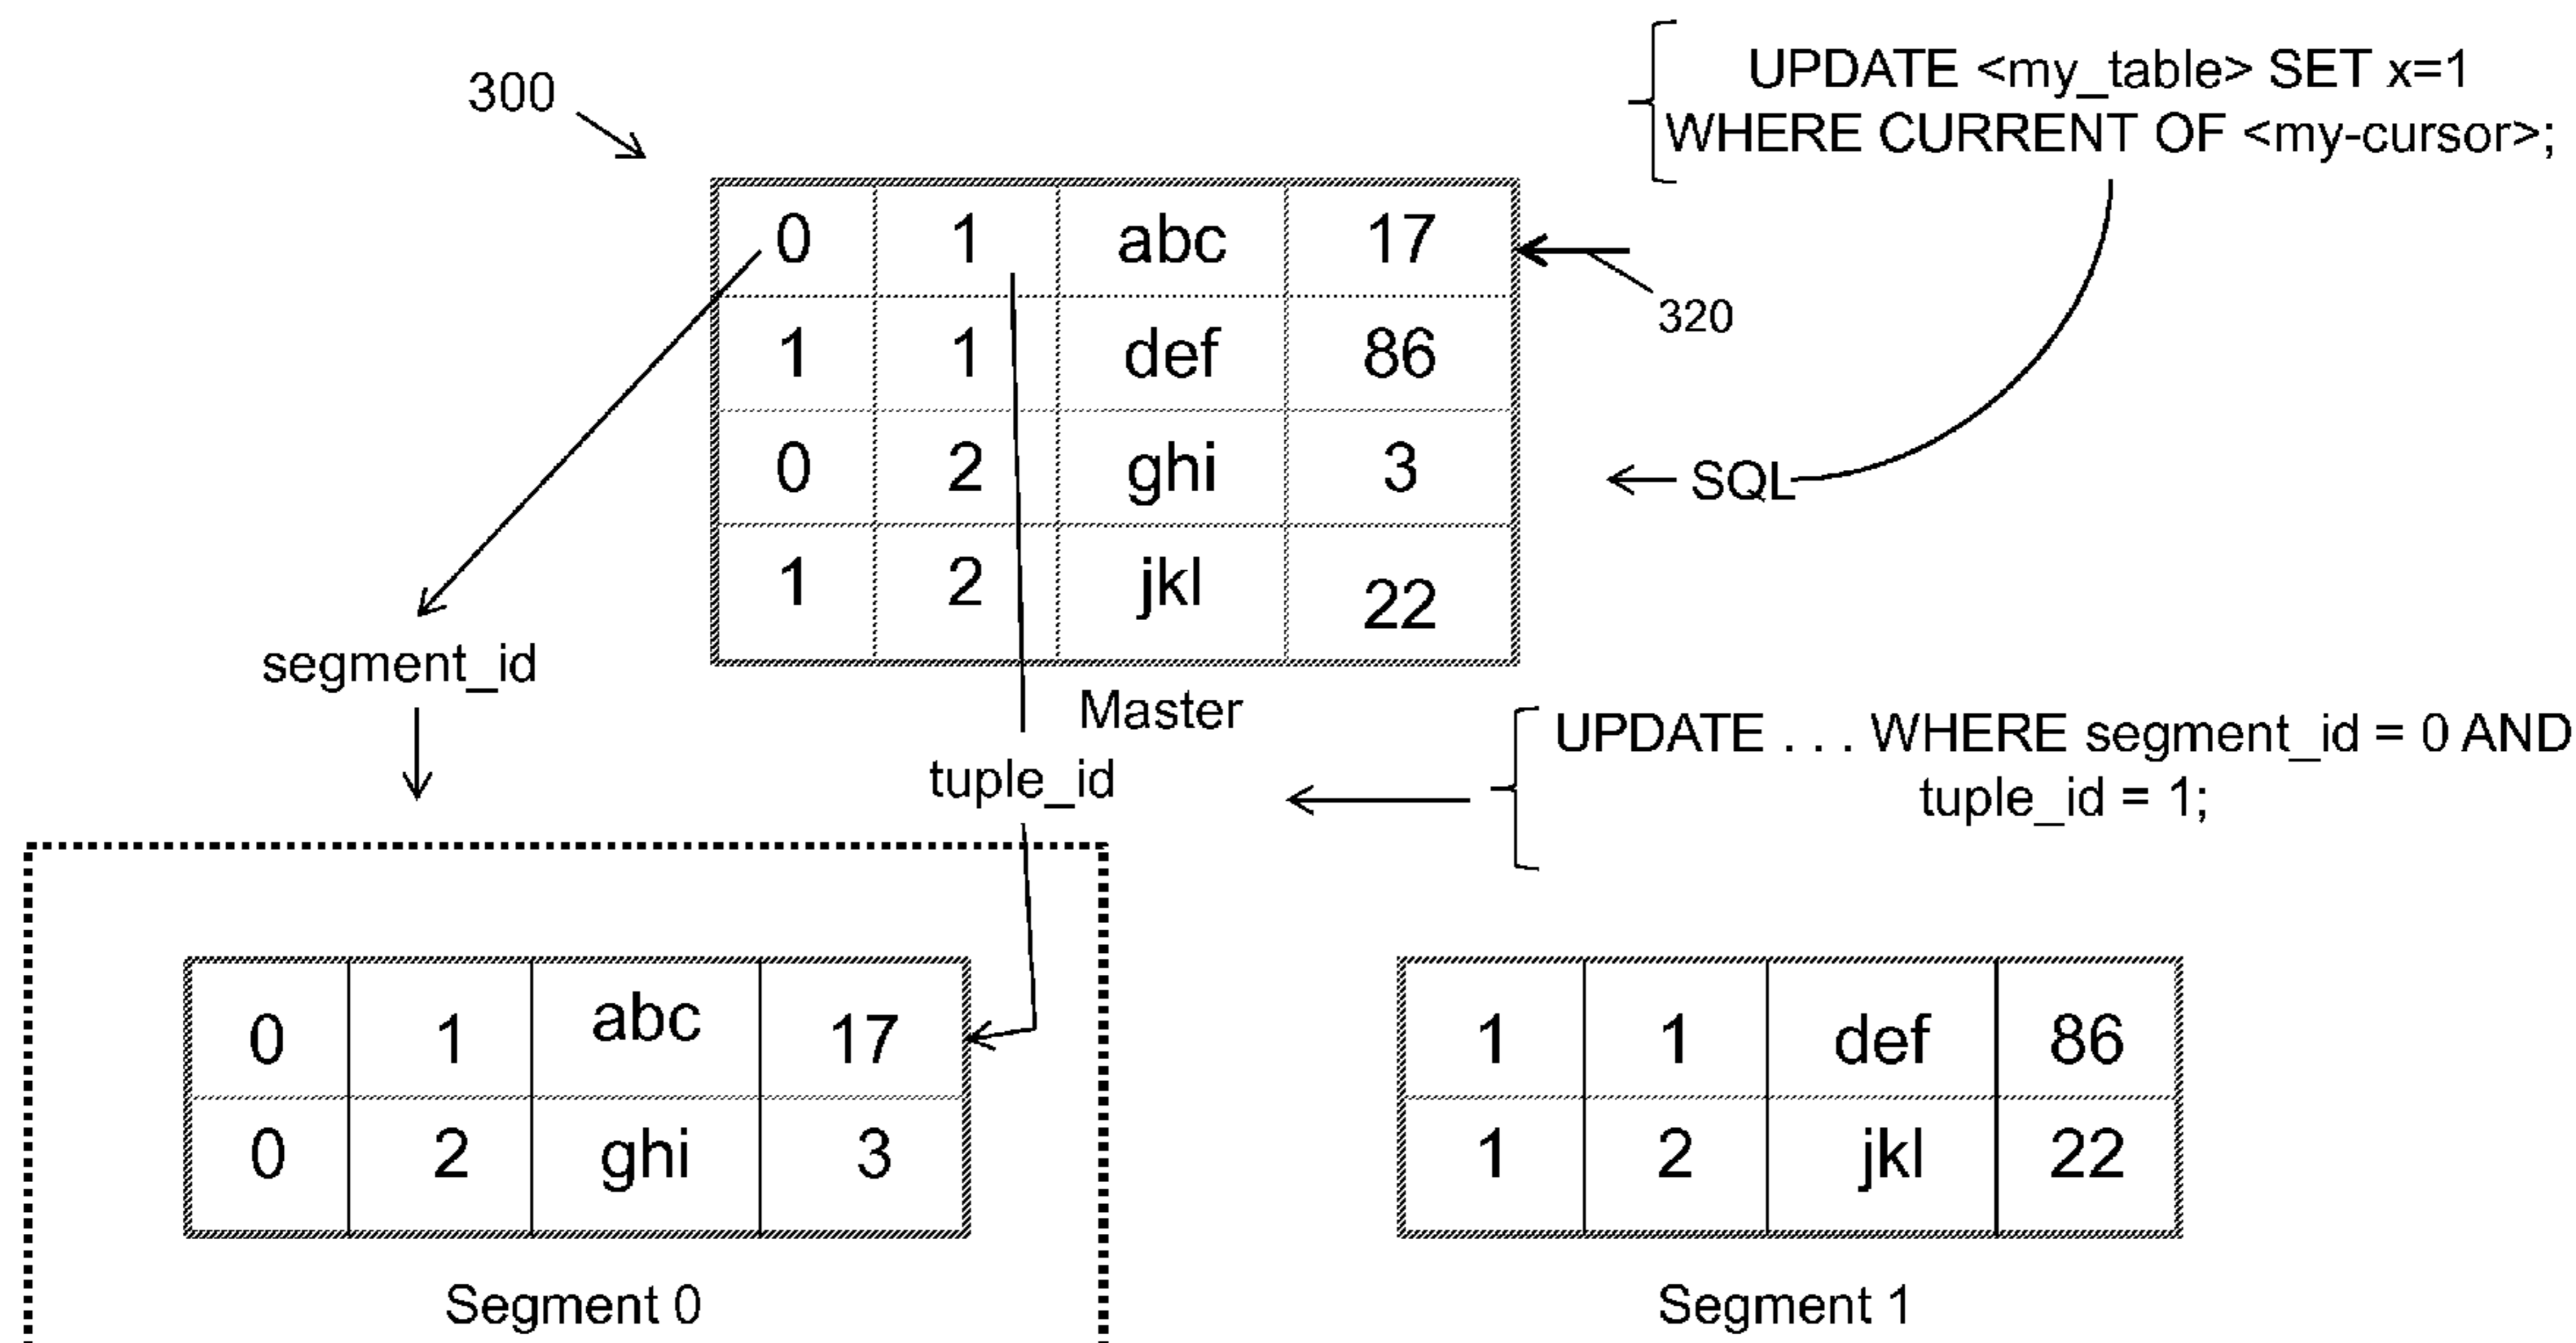 300
UPDATE <my_table> SET x=1
WHERE CURRENT OF <my-cursor>;
0 1 abc 17
320
1 1 def 86
0 2 ghi 3
SQL
1 2 jkl 22
segment_id
Master
tuple_id
UPDATE . . . WHERE segment_id = 0 AND
tuple_id = 1;
0 1 abc 17
0 2 ghi 3
Segment 0
1 1 def 86
1 2 jkl 22
Segment 1